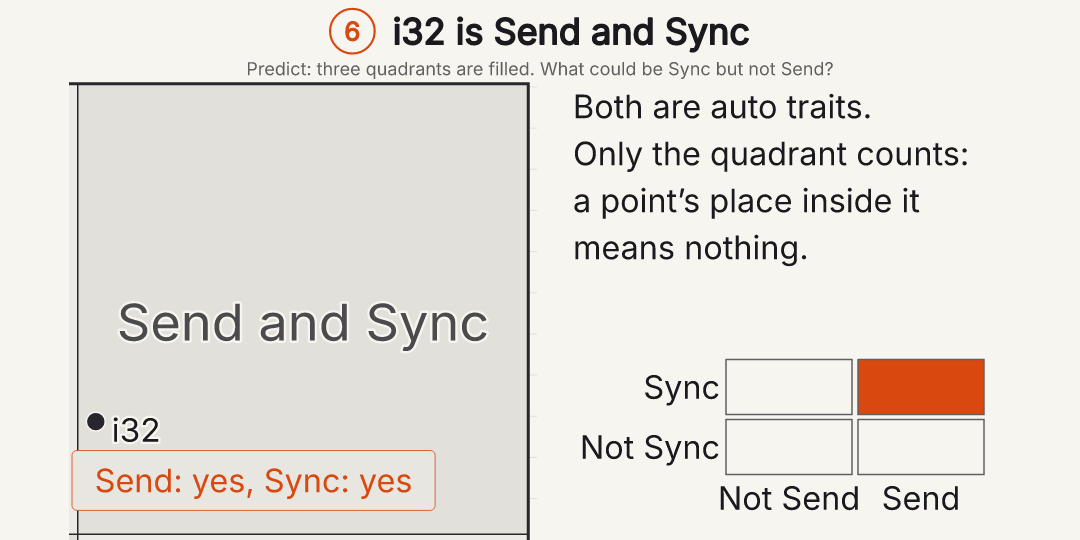 6 i32 is Send and Sync
Predict: three quadrants are filled. What could be Sync but not Send?
Both are auto traits.
Only the quadrant counts:
a point’s place inside it
means nothing.
Send and Sync
i32
Send: yes, Sync: yes
Sync
Not Sync
Not Send Send